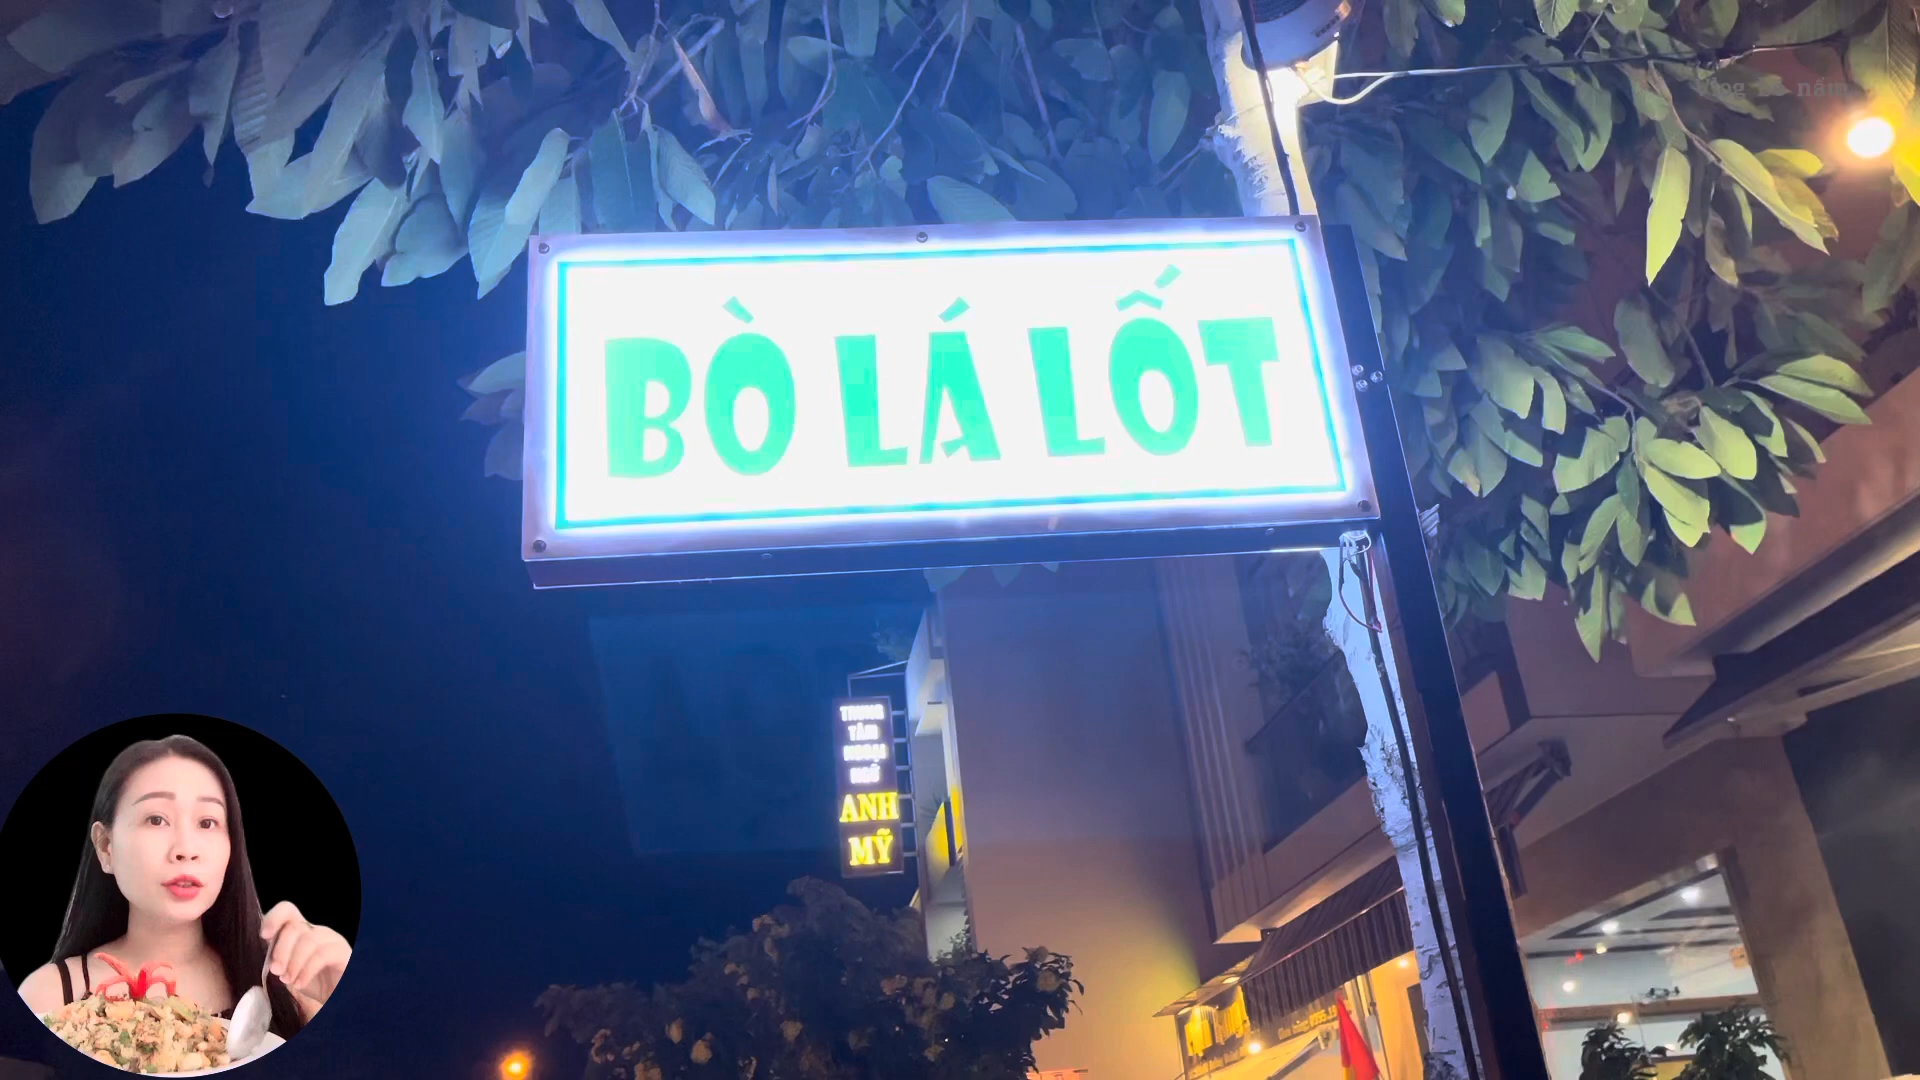 BÒ LÁ LỐT
TRUNG
TÂM
NGOẠI
NGỮ
ANH
MỸ